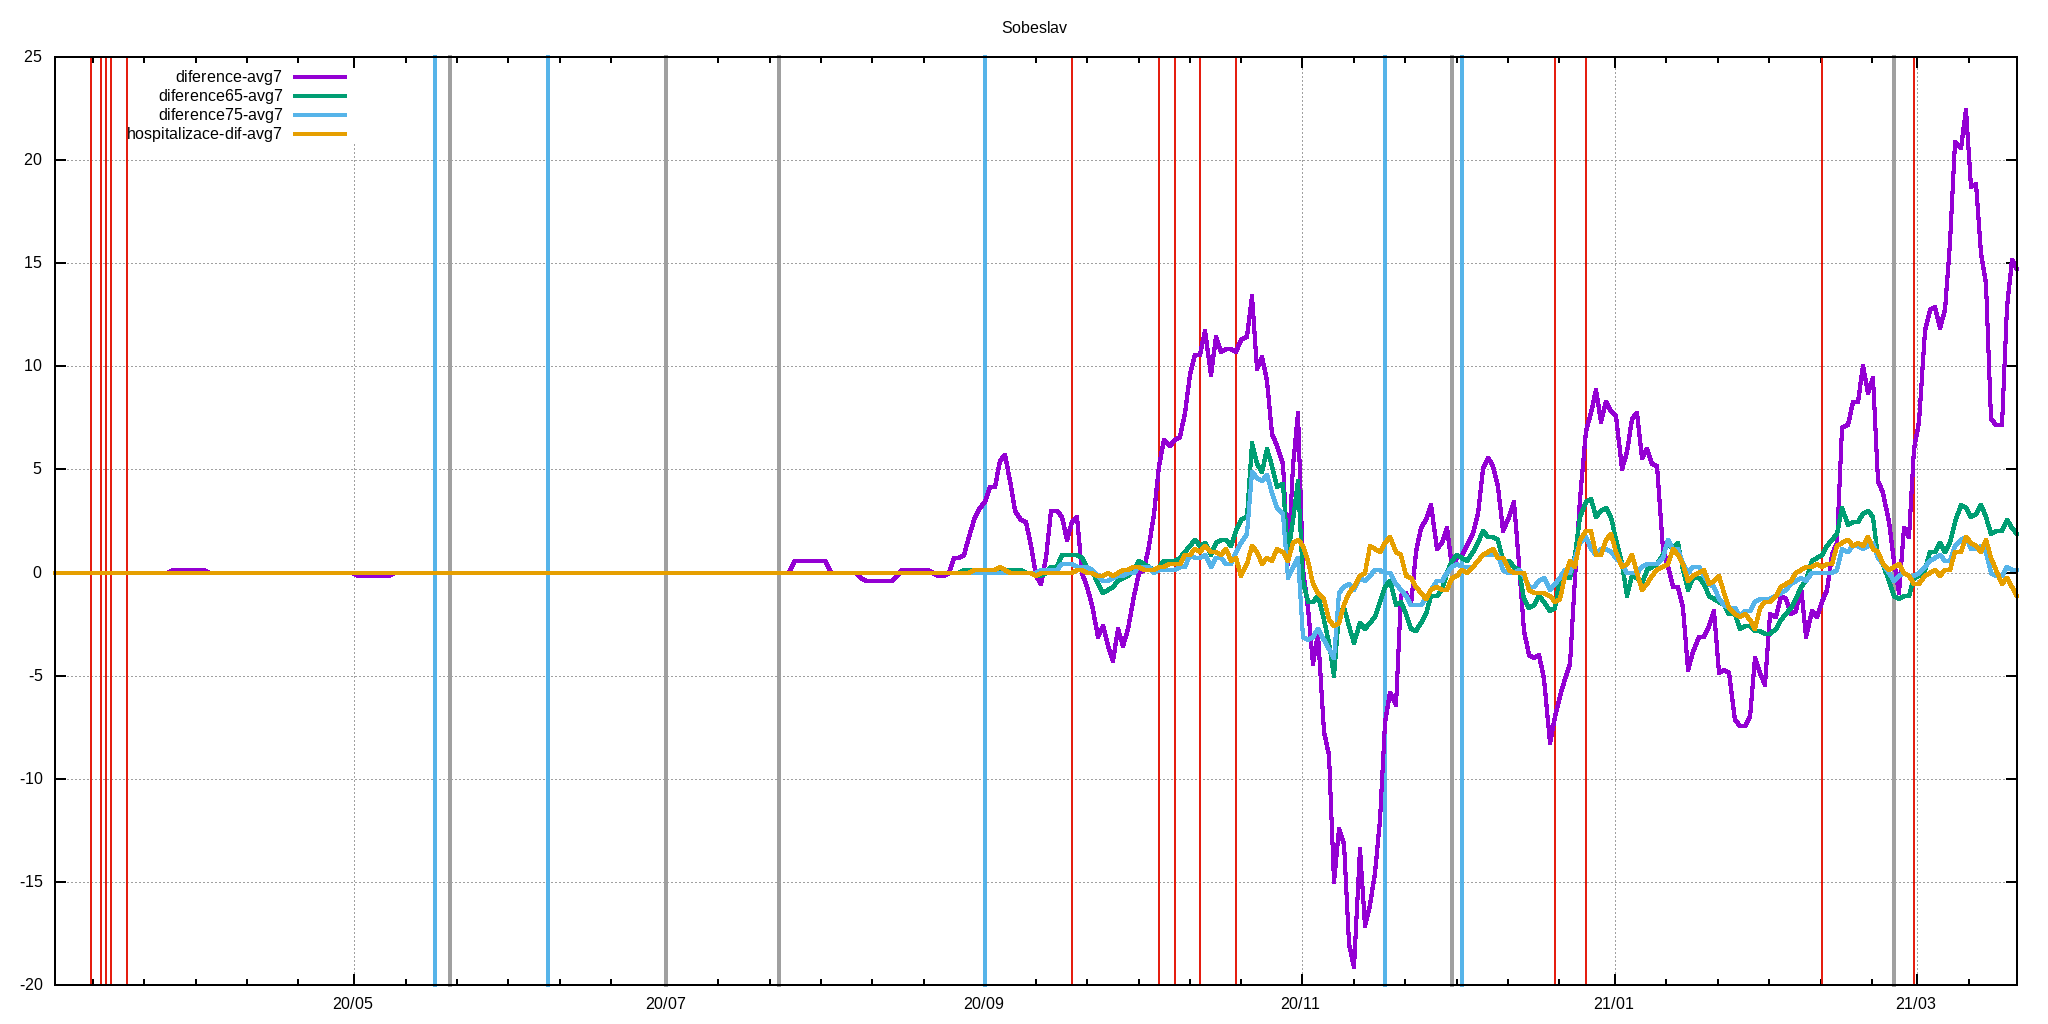 Sobeslav
25
diference-avg7
diference65-avg7
diference75-avg7
hospitalizace-dif-avg7
20
15
10
5
0
-5
-10
-15
-20
20/05 20/07 20/09 20/11 21/01 21/03